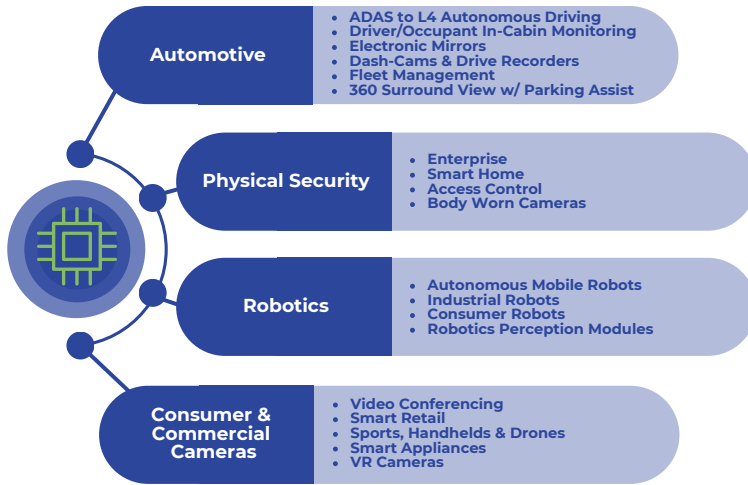 Automotive
• ADAS to L4 Autonomous Driving
• Driver/Occupant In-Cabin Monitoring
• Electronic Mirrors
• Dash-Cams & Drive Recorders
• Fleet Management
• 360 Surround View w/ Parking Assist
Physical Security
• Enterprise
• Smart Home
• Access Control
• Body Worn Cameras
Robotics
• Autonomous Mobile Robots
• Industrial Robots
• Consumer Robots
• Robotics Perception Modules
Consumer &
Commercial
Cameras
• Video Conferencing
• Smart Retail
• Sports, Handhelds & Drones
• Smart Appliances
• VR Cameras